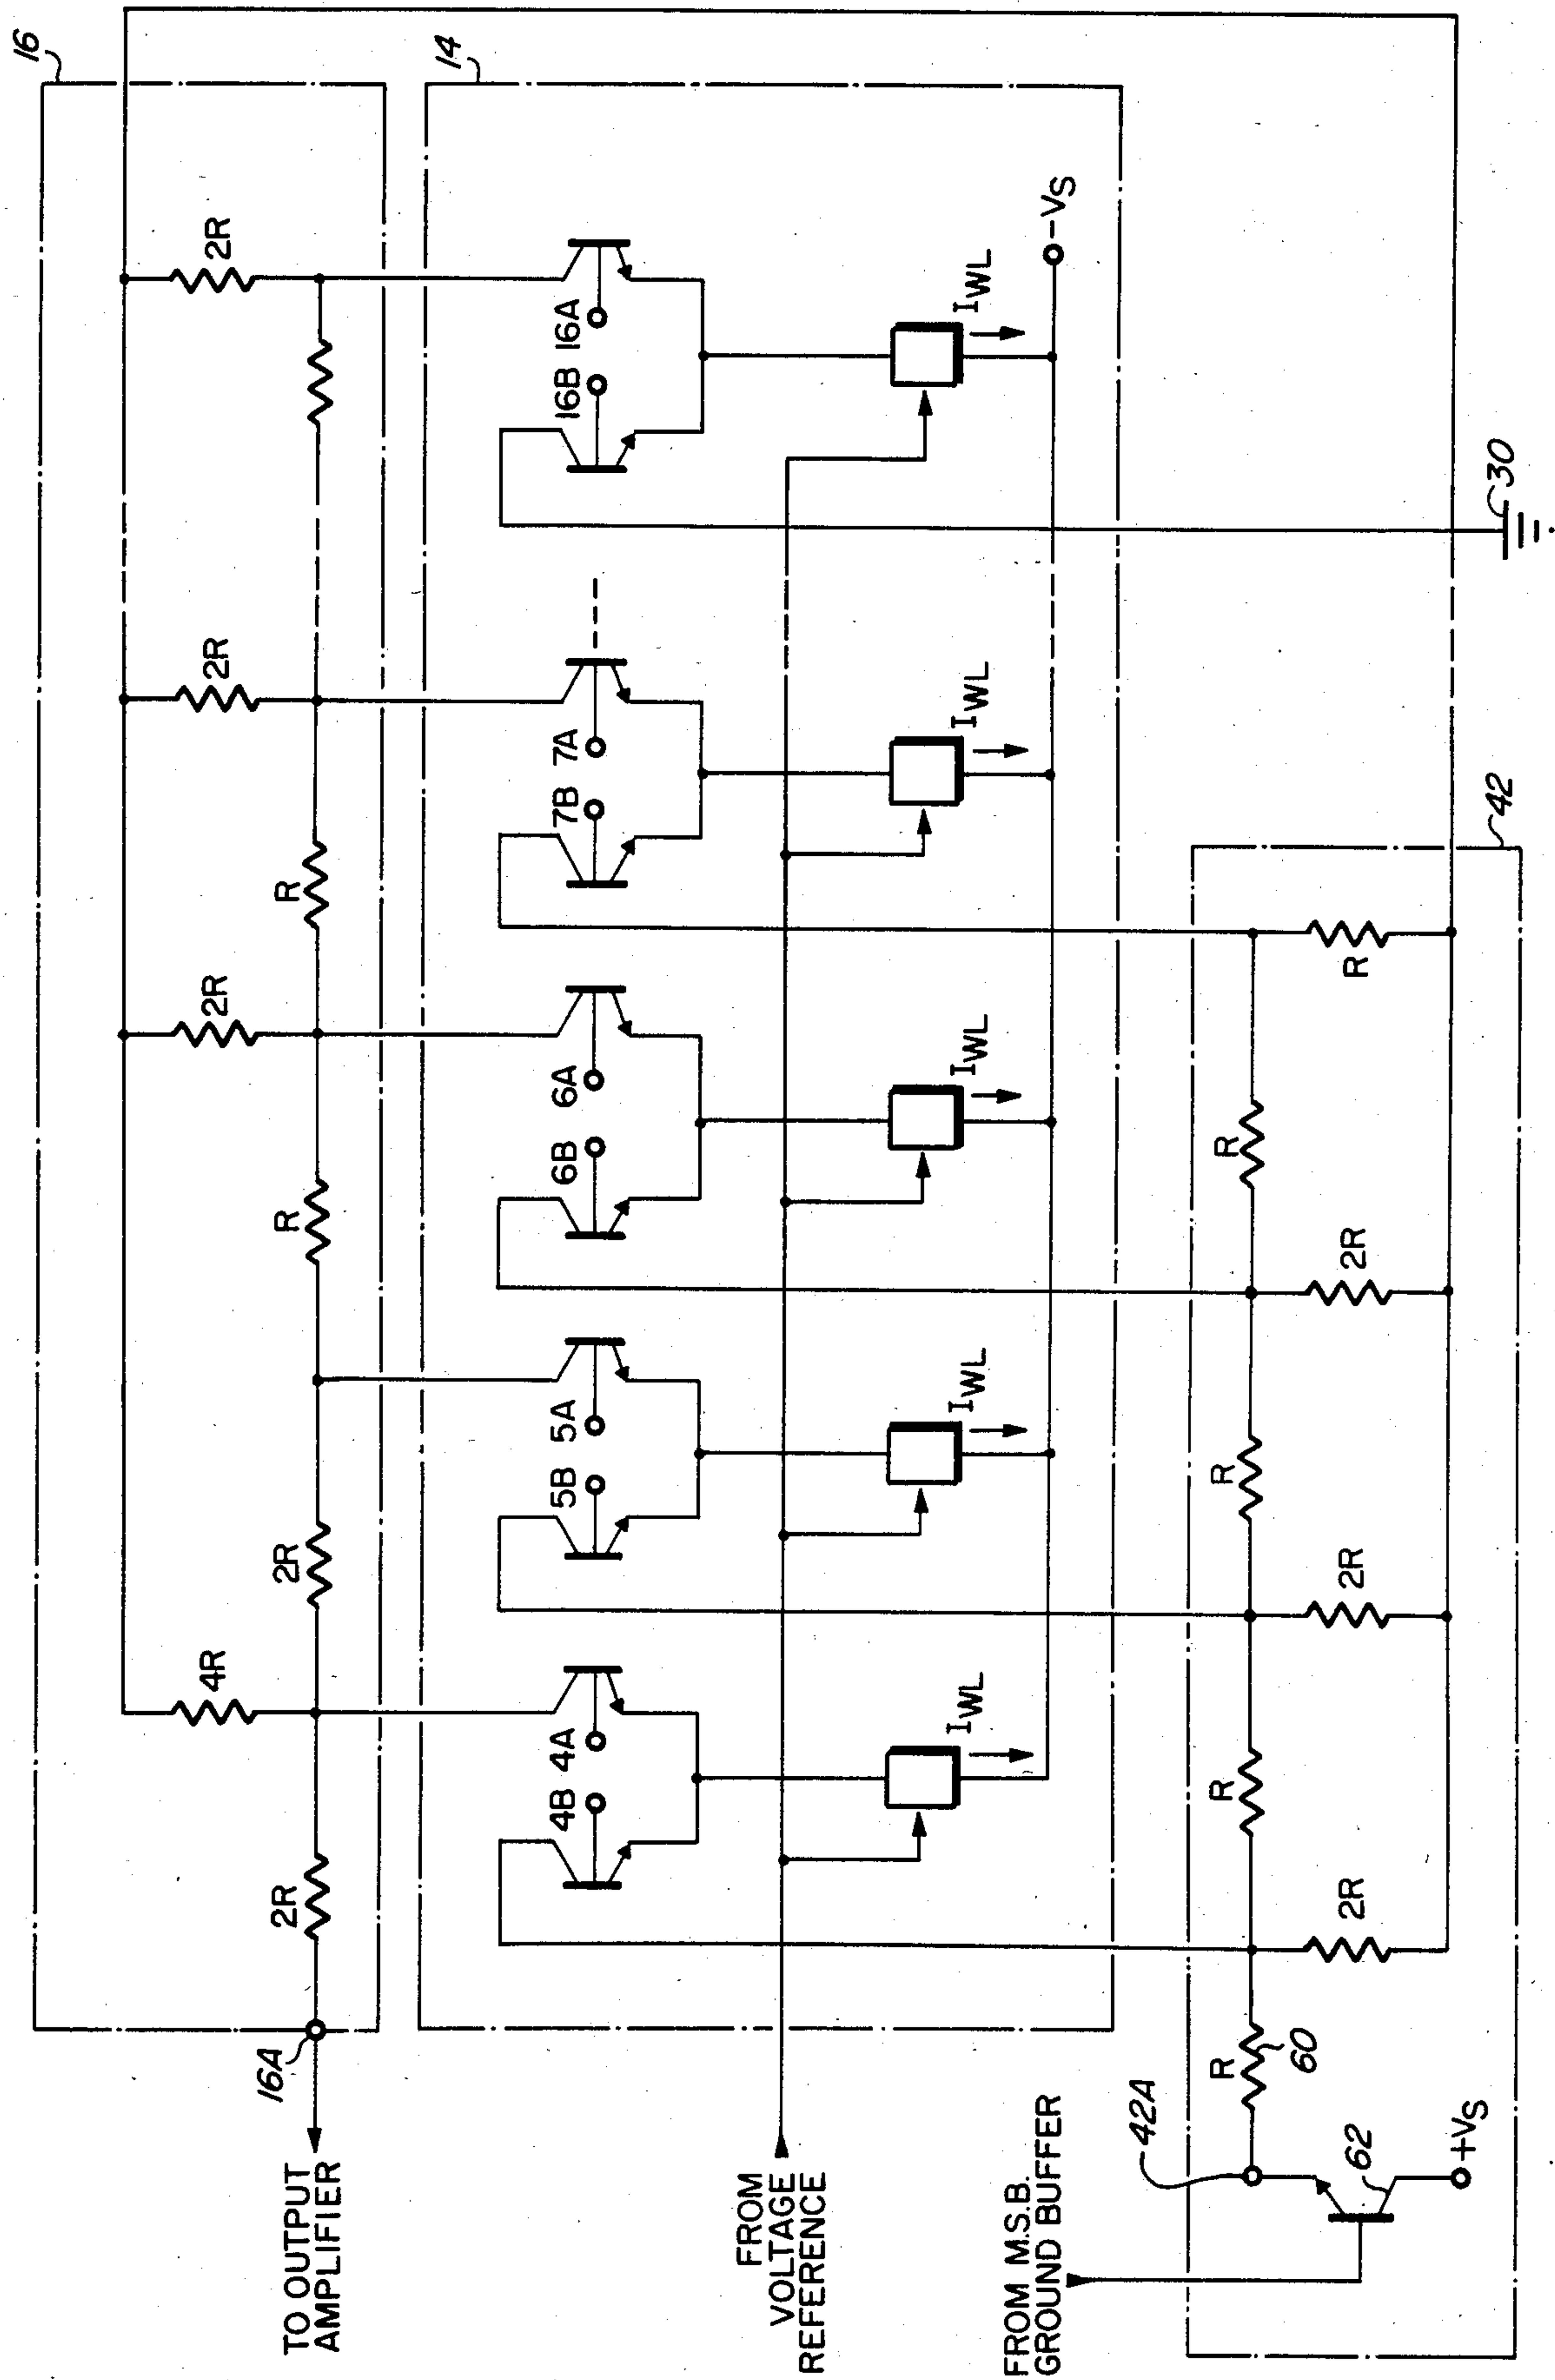 16
14
2R
2R
2R
4R
R
R
2R
2R
16A
TO OUTPUT
AMPLIFIER
16B 16A
7B 7A
6B 6A
5B 5A
4B 4A
IWL
IWL
IWL
IWL
IWL
-VS
FROM
VOLTAGE
REFERENCE
30
42
R
R
R
R
R
2R
2R
2R
60
42A
62
+VS
FROM M.S.B.
GROUND BUFFER